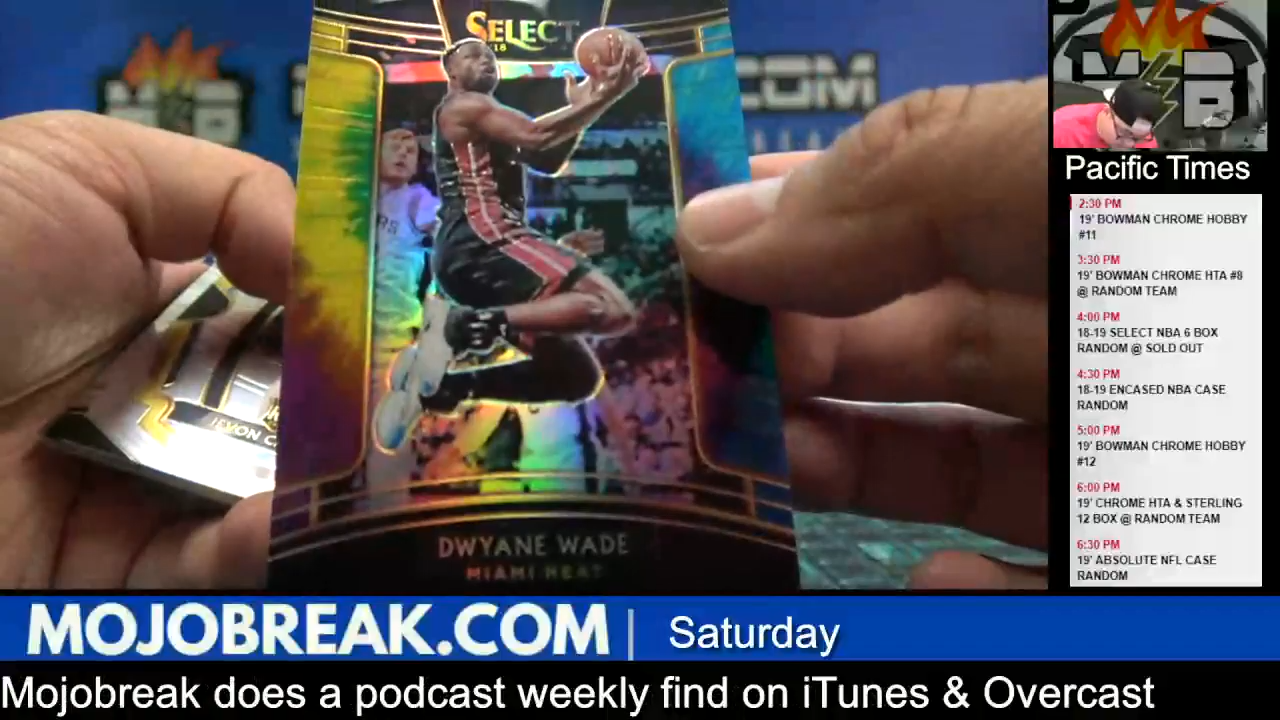 SELECT
18
COM
M B
RS
DWYANE WADE
MIAMI HEAT
Pacific Times
2:30 PM
19' BOWMAN CHROME HOBBY
#11
3:30 PM
19' BOWMAN CHROME HTA #8
@ RANDOM TEAM
4:00 PM
18-19 SELECT NBA 6 BOX
RANDOM @ SOLD OUT
4:30 PM
18-19 ENCASED NBA CASE
RANDOM
5:00 PM
19' BOWMAN CHROME HOBBY
#12
6:00 PM
19' CHROME HTA & STERLING
12 BOX @ RANDOM TEAM
6:30 PM
19' ABSOLUTE NFL CASE
RANDOM
MOJOBREAK.COM | Saturday
Mojobreak does a podcast weekly find on iTunes & Overcast